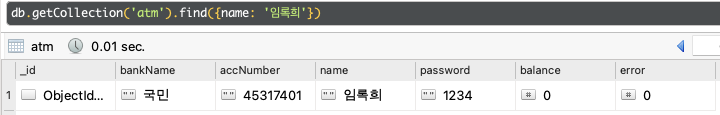 db.getCollection('atm').find({name: '임록희'})
atm 0.01 sec.
_id bankName accNumber name password balance error
1 ObjectId... "" 국민 "" 45317401 "" 임록희 "" 1234 # 0 # 0